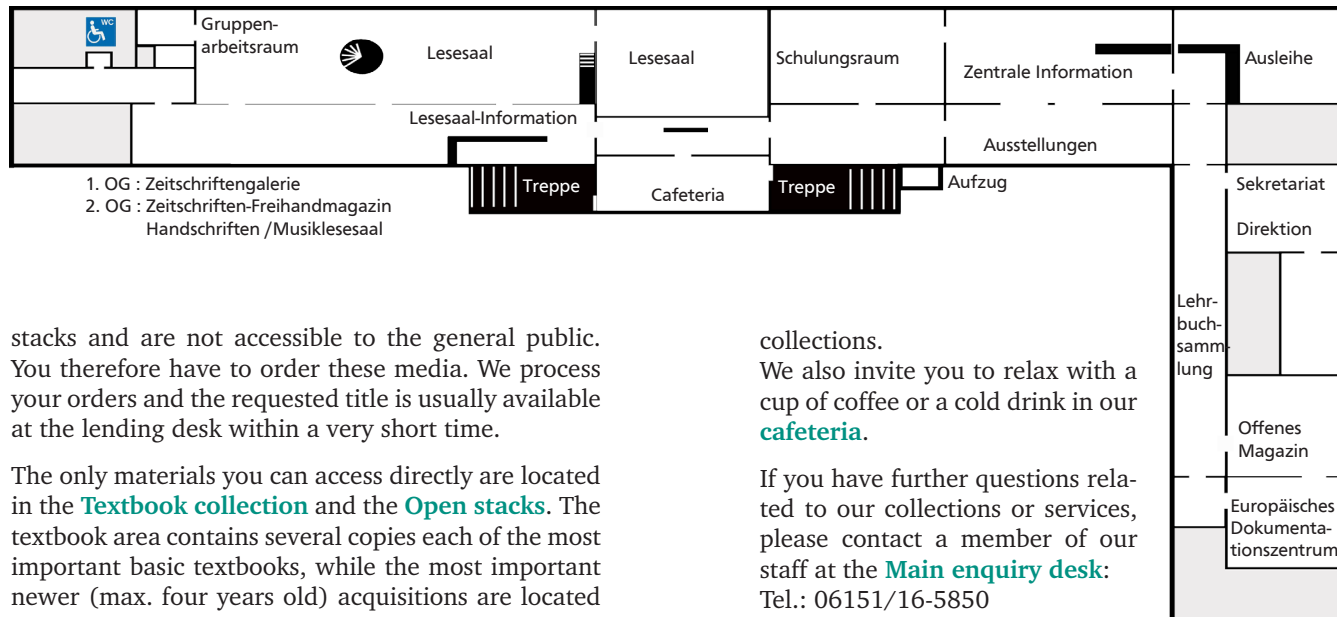 WC
Gruppen-
arbeitsraum
Lesesaal
Lesesaal
Schulungsraum
Zentrale Information
Ausleihe
Lesesaal-Information
Ausstellungen
Treppe
Cafeteria
Treppe
Aufzug
Sekretariat
Direktion
1. OG : Zeitschriftengalerie
2. OG : Zeitschriften-Freihandmagazin
Handschriften /Musiklesesaal
Lehr-
buch-
samm-
lung
Offenes
Magazin
Europäisches
Dokumenta-
tionszentrum
stacks and are not accessible to the general public.
You therefore have to order these media. We process
your orders and the requested title is usually available
at the lending desk within a very short time.
The only materials you can access directly are located
in the Textbook collection and the Open stacks. The
textbook area contains several copies each of the most
important basic textbooks, while the most important
newer (max. four years old) acquisitions are located
collections.
We also invite you to relax with a
cup of coffee or a cold drink in our
cafeteria.
If you have further questions rela-
ted to our collections or services,
please contact a member of our
staff at the Main enquiry desk:
Tel.: 06151/16-5850